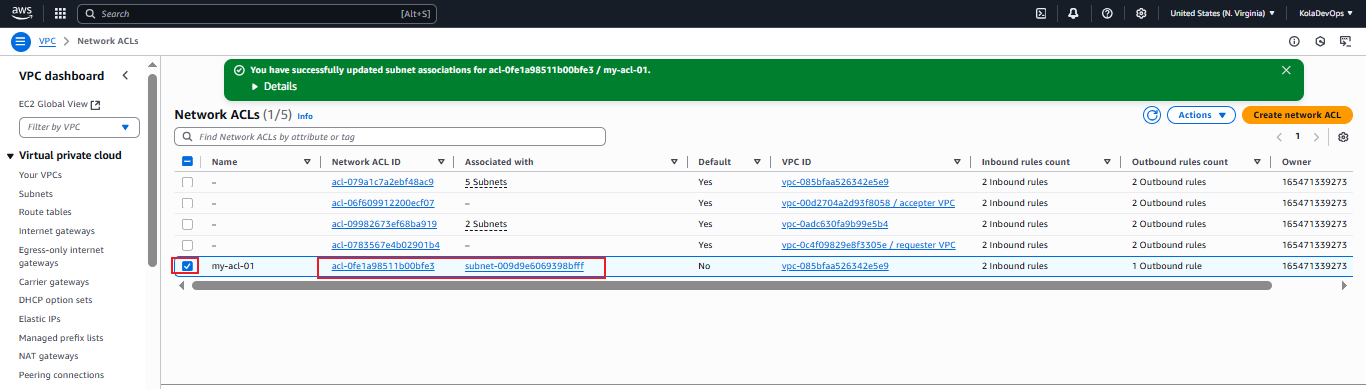 aws Search [Alt+S] United States (N. Virginia) KolaDevOps
VPC > Network ACLs
VPC dashboard
EC2 Global View
Filter by VPC
Virtual private cloud
Your VPCs
Subnets
Route tables
Internet gateways
Egress-only internet
gateways
Carrier gateways
DHCP option sets
Elastic IPs
Managed prefix lists
NAT gateways
Peering connections
You have successfully updated subnet associations for acl-0fe1a98511b00bfe3 / my-acl-01.
Details
Network ACLs (1/5) Info Actions Create network ACL
Find Network ACLs by attribute or tag 1
Name Network ACL ID Associated with Default VPC ID Inbound rules count Outbound rules count Owner
– acl-079a1c7a2ebf48ac9 5 Subnets Yes vpc-085bfaa526342e5e9 2 Inbound rules 2 Outbound rules 165471339273
– acl-06f609912200ecf07 – Yes vpc-00d2704a2d93f8058 / accepter VPC 2 Inbound rules 2 Outbound rules 165471339273
– acl-09982673ef68ba919 2 Subnets Yes vpc-0adc630fa9b99e5b4 2 Inbound rules 2 Outbound rules 165471339273
– acl-0783567e4b02901b4 – Yes vpc-0c4f09829e8f3305e / requester VPC 2 Inbound rules 2 Outbound rules 165471339273
my-acl-01 acl-0fe1a98511b00bfe3 subnet-009d9e6069398bfff No vpc-085bfaa526342e5e9 2 Inbound rules 1 Outbound rule 165471339273